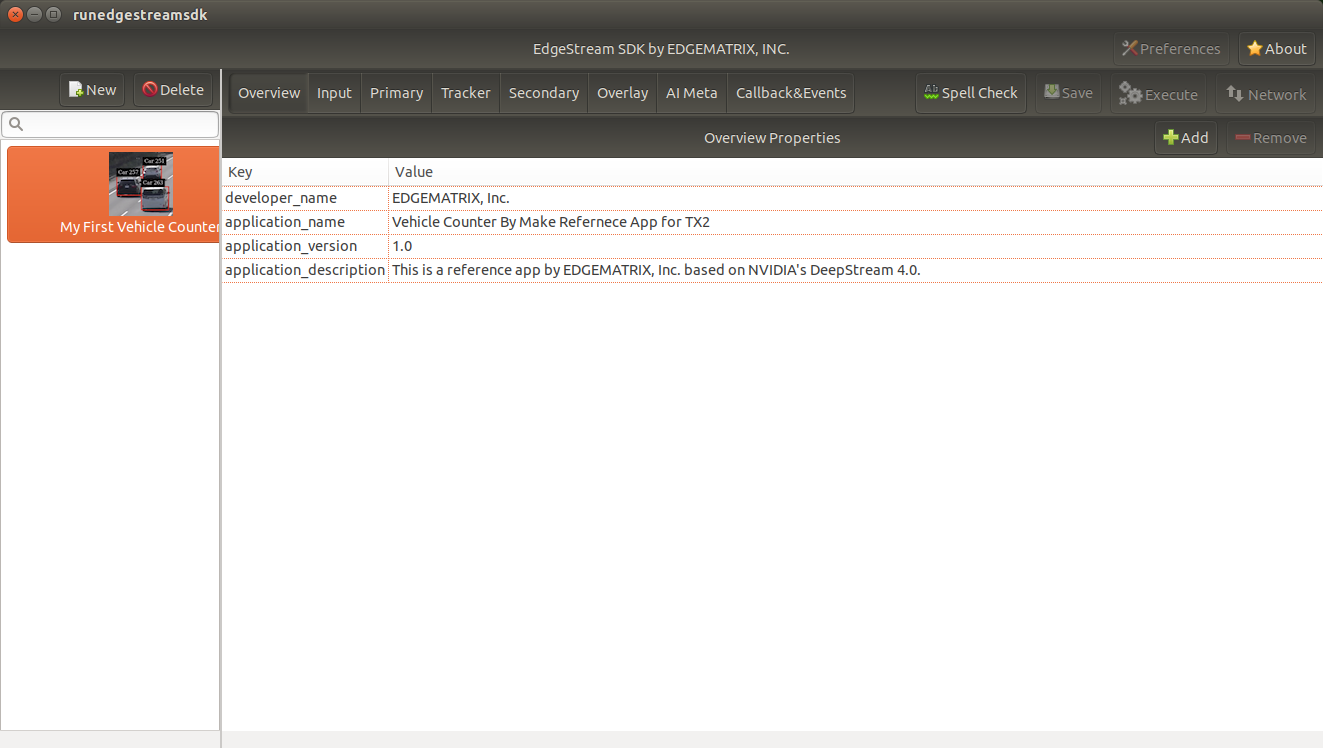 runedgestreamsdk
EdgeStream SDK by EDGEMATRIX, INC.
Preferences
About
New
Delete
Overview
Input
Primary
Tracker
Secondary
Overlay
AI Meta
Callback&Events
Spell Check
Save
Execute
Network
Overview Properties
Add
Remove
Car 251
Car 257
Car 263
My First Vehicle Counter
Key Value
developer_name EDGEMATRIX, Inc.
application_name Vehicle Counter By Make Refernece App for TX2
application_version 1.0
application_description This is a reference app by EDGEMATRIX, Inc. based on NVIDIA's DeepStream 4.0.